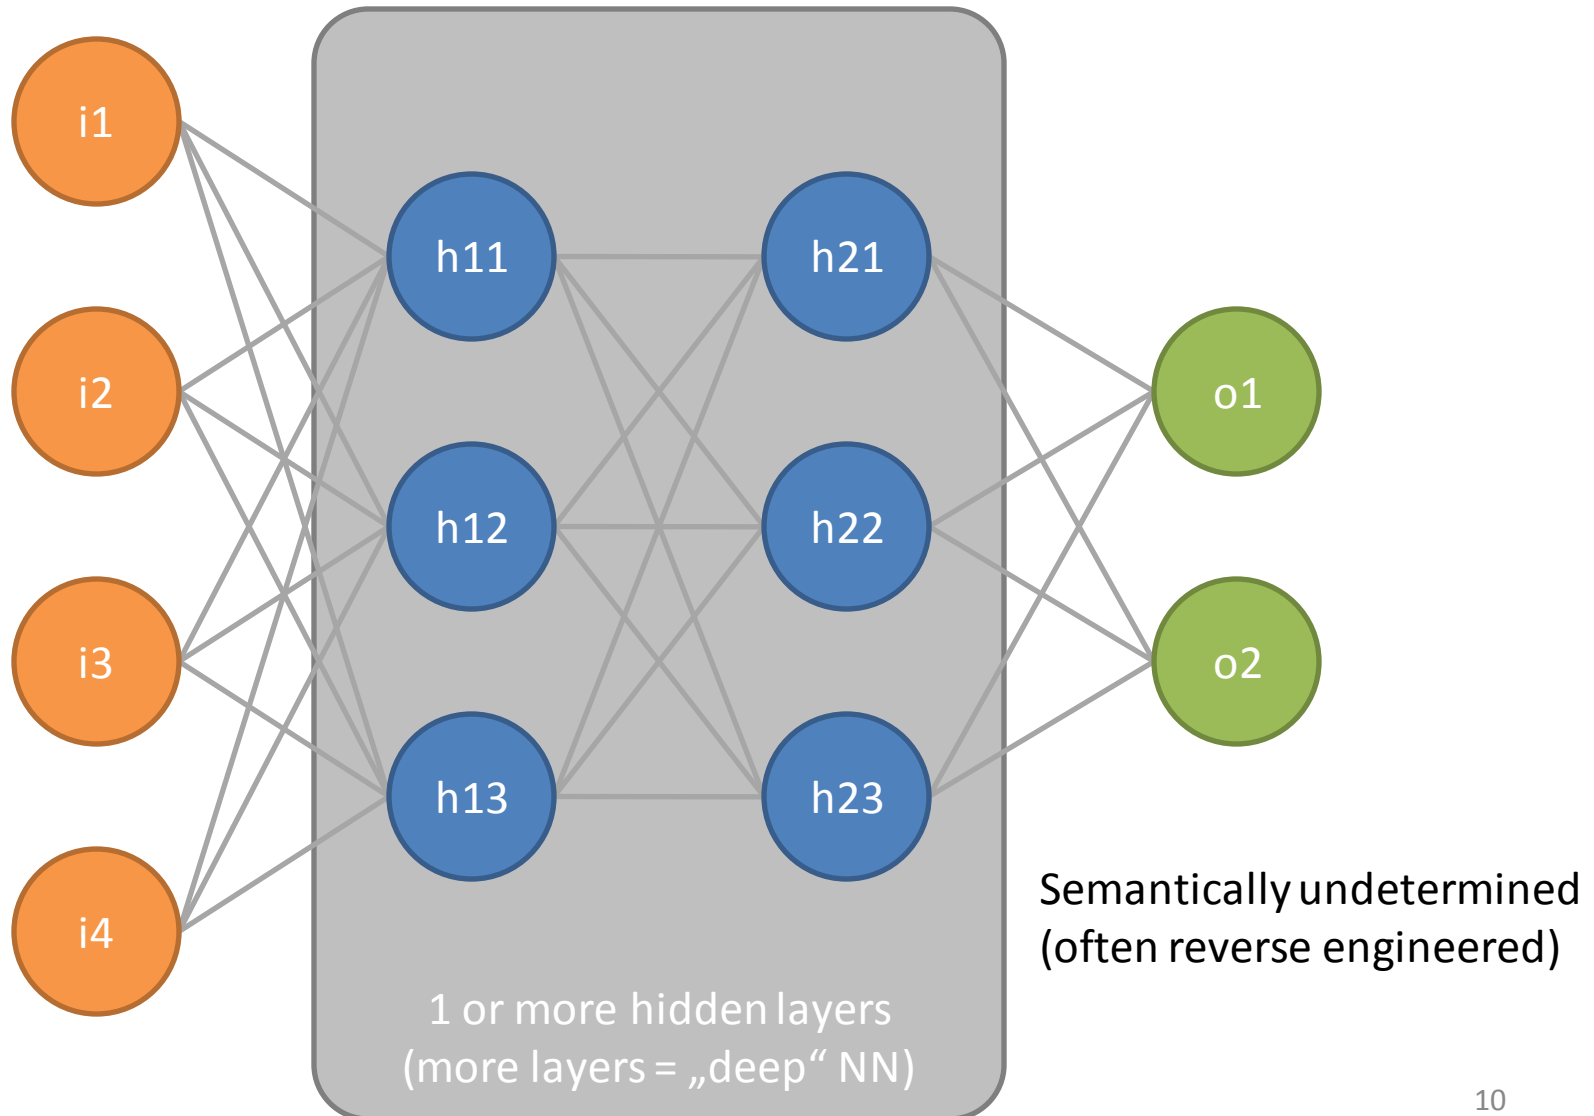 i1
i2
i3
i4
h11
h12
h13
h21
h22
h23
o1
o2
1 or more hidden layers
(more layers = „deep“ NN)
Semantically undetermined
(often reverse engineered)
10